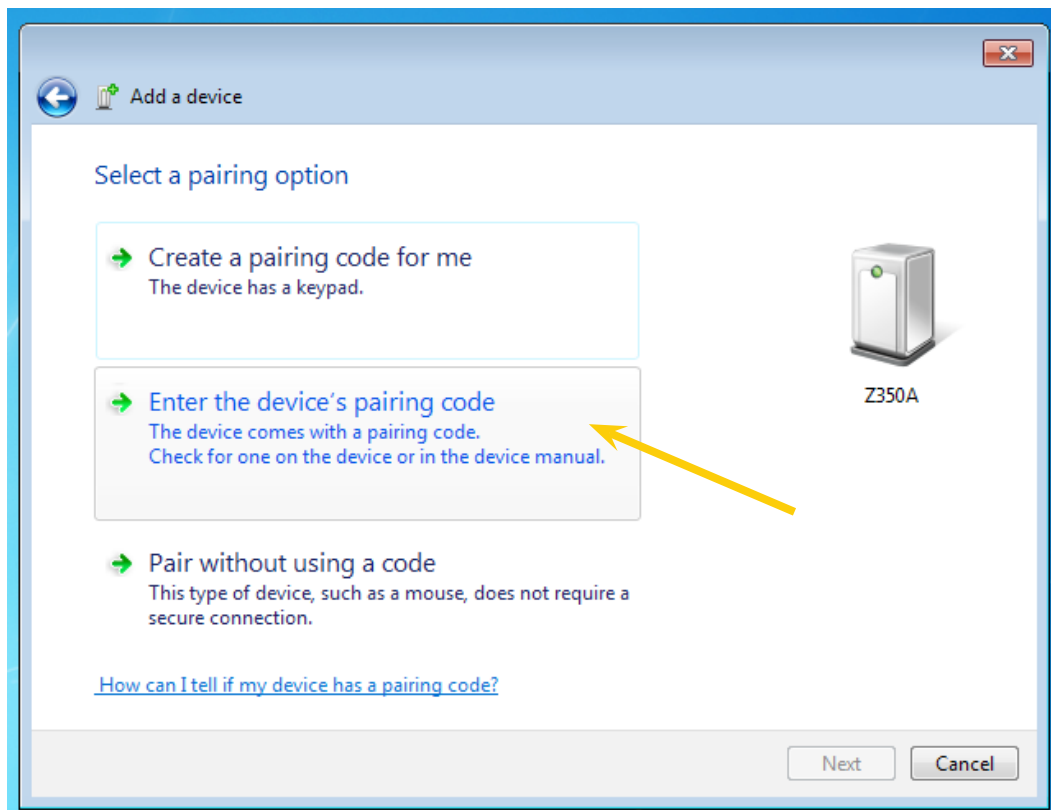 Add a device
Select a pairing option
Create a pairing code for me
The device has a keypad.
Enter the device's pairing code
The device comes with a pairing code.
Check for one on the device or in the device manual.
Z350A
Pair without using a code
This type of device, such as a mouse, does not require a
secure connection.
How can I tell if my device has a pairing code?
Next
Cancel